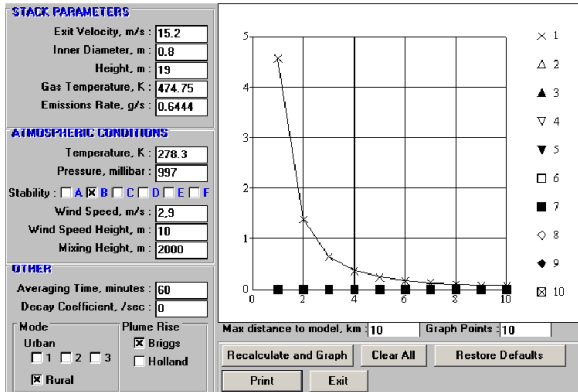 STACK PARAMETERS
Exit Velocity, m/s : 15.2
Inner Diameter, m : 0.8
Height, m : 19
Gas Temperature, K : 474.75
Emissions Rate, g/s : 0.6444
ATMOSPHERIC CONDITIONS
Temperature, K : 278.3
Pressure, millibar : 997
Stability : A B C D E F
Wind Speed, m/s : 2,9
Wind Speed Height, m : 10
Mixing Height, m : 2000
OTHER
Averaging Time, minutes : 60
Decay Coefficient, /sec : 0
Mode
Urban
1 2 3
Rural
Plume Rise
Briggs
Holland
5
4
3
2
1
0
0 2 4 6 8 10
1
2
3
4
5
6
7
8
9
10
Max distance to model, km : 10 Graph Points : 10
Recalculate and Graph Clear All Restore Defaults
Print Exit